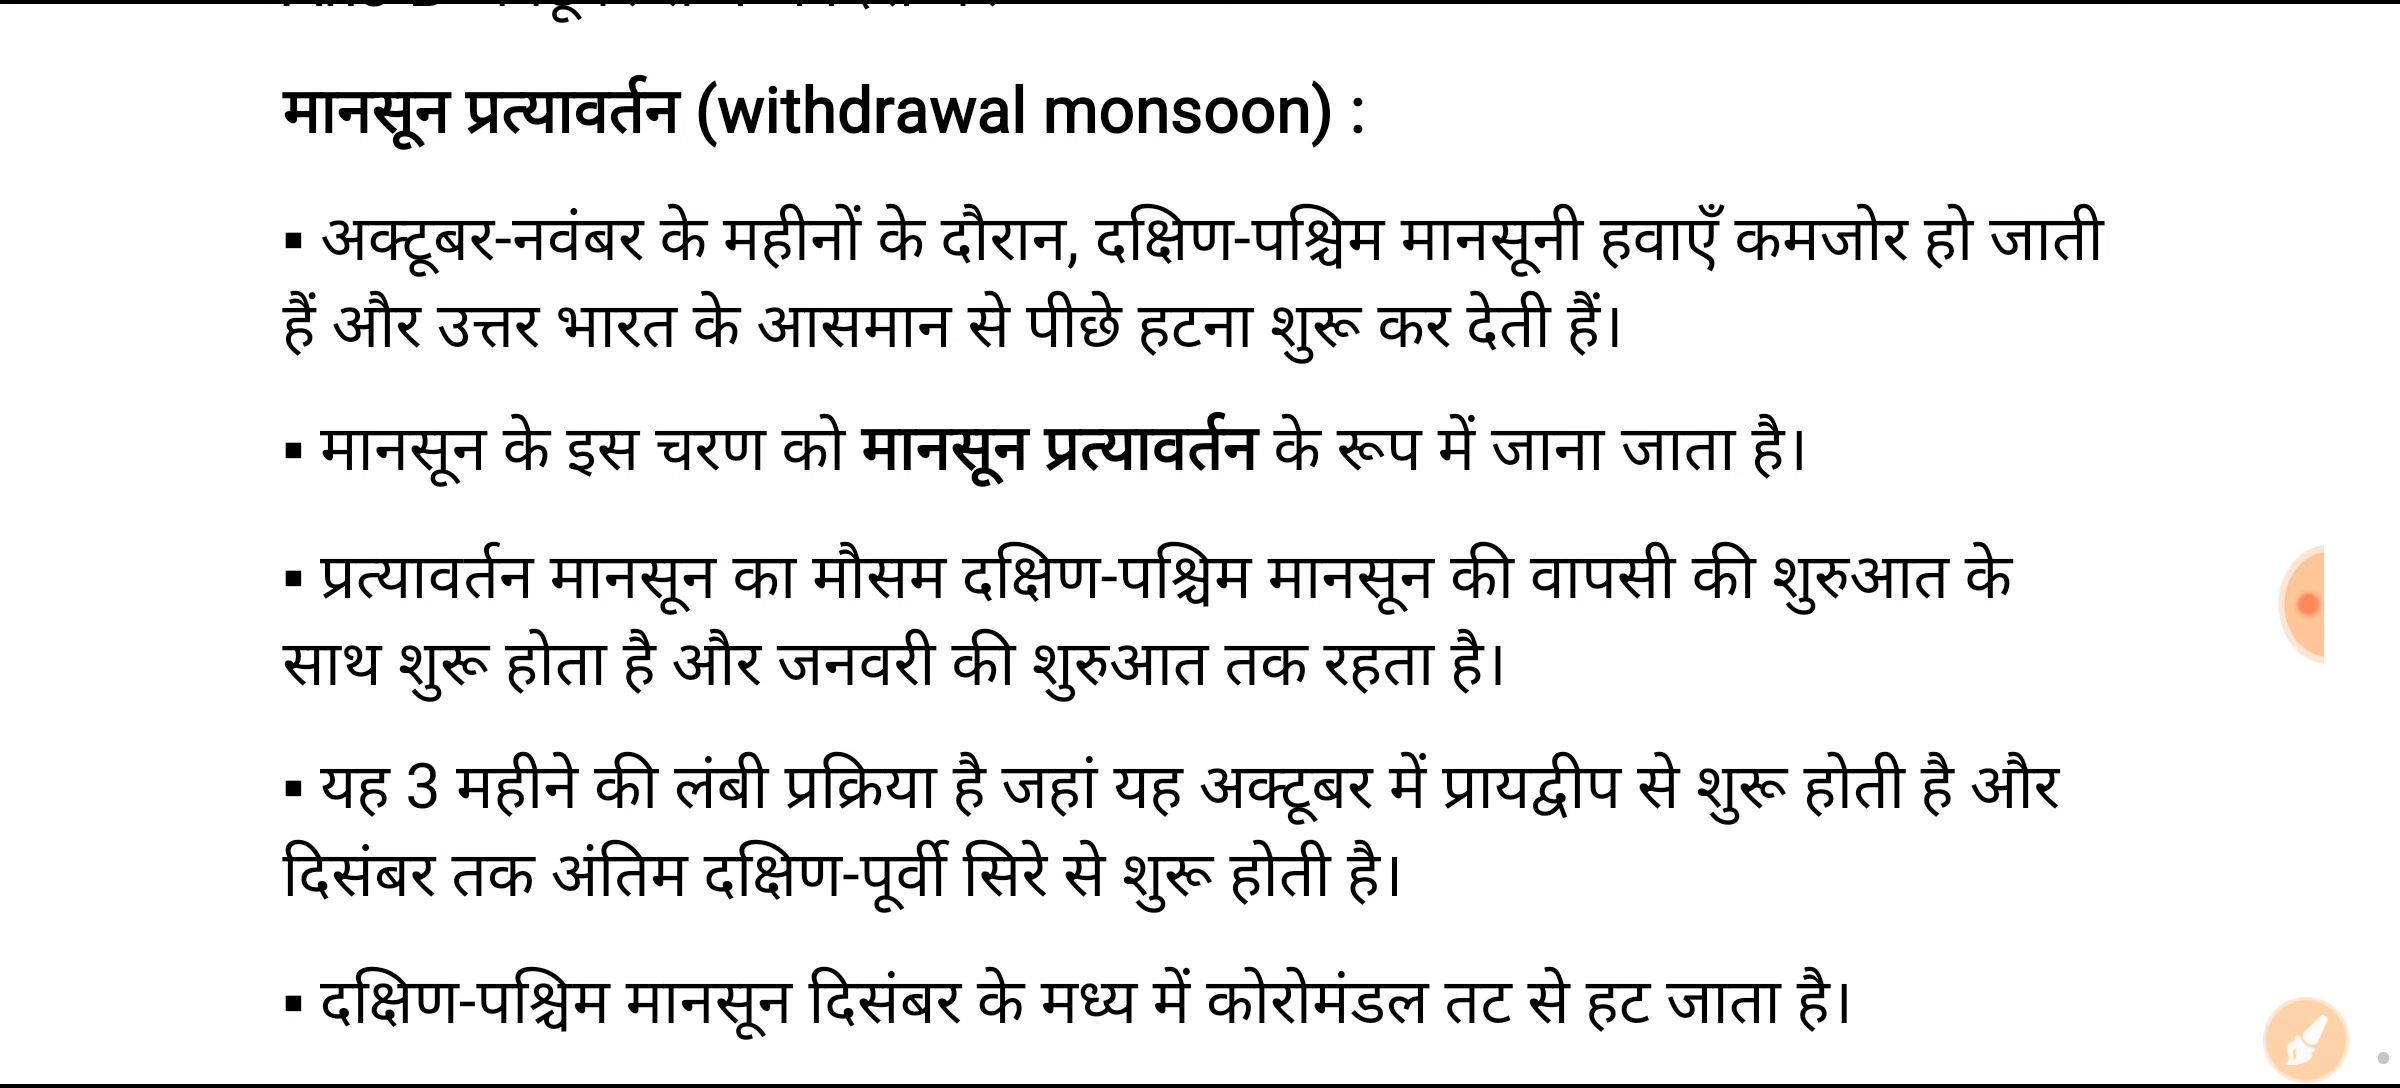 मानसून प्रत्यावर्तन (withdrawal monsoon) :
▪ अक्टूबर-नवंबर के महीनों के दौरान, दक्षिण-पश्चिम मानसूनी हवाएँ कमजोर हो जाती
हैं और उत्तर भारत के आसमान से पीछे हटना शुरू कर देती हैं।
▪ मानसून के इस चरण को मानसून प्रत्यावर्तन के रूप में जाना जाता है।
▪ प्रत्यावर्तन मानसून का मौसम दक्षिण-पश्चिम मानसून की वापसी की शुरुआत के
साथ शुरू होता है और जनवरी की शुरुआत तक रहता है।
▪ यह 3 महीने की लंबी प्रक्रिया है जहां यह अक्टूबर में प्रायद्वीप से शुरू होती है और
दिसंबर तक अंतिम दक्षिण-पूर्वी सिरे से शुरू होती है।
▪ दक्षिण-पश्चिम मानसून दिसंबर के मध्य में कोरोमंडल तट से हट जाता है।